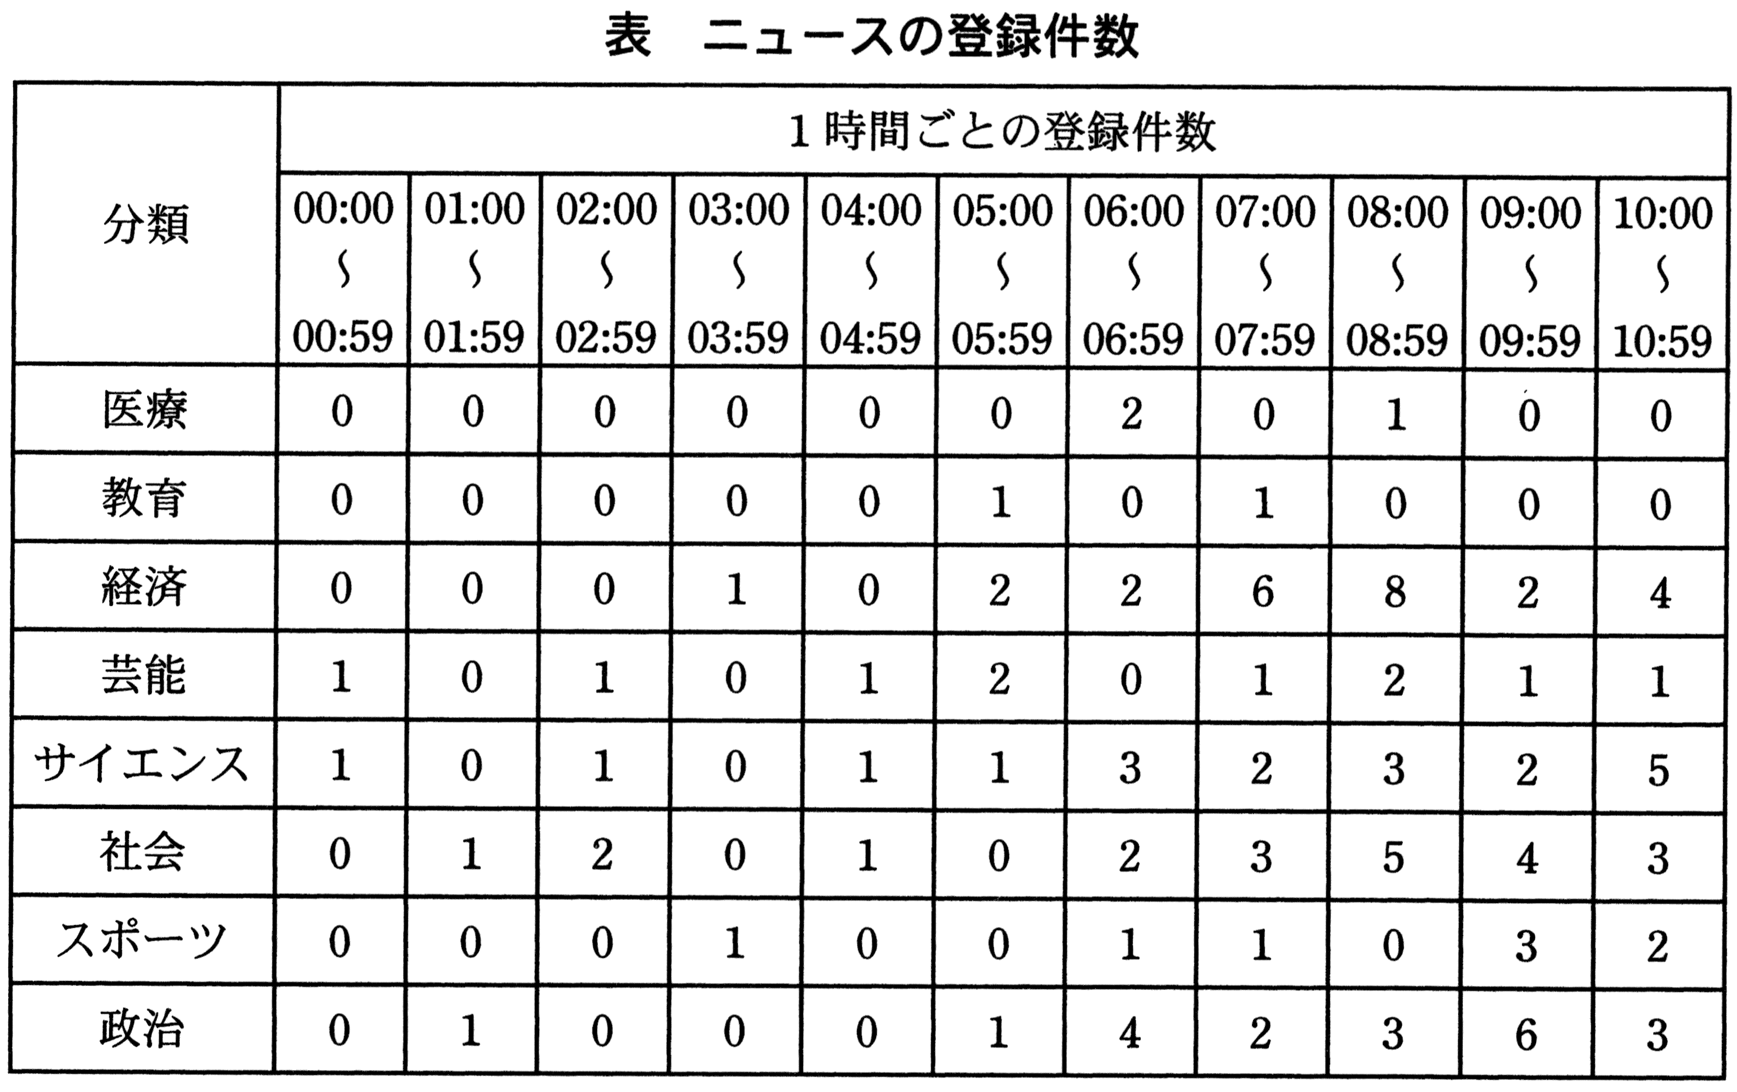 表 ニュースの登録件数
分類
1時間ごとの登録件数
00:00 01:00 02:00 03:00 04:00 05:00 06:00 07:00 08:00 09:00 10:00
〜 〜 〜 〜 〜 〜 〜 〜 〜 〜 〜
00:59 01:59 02:59 03:59 04:59 05:59 06:59 07:59 08:59 09:59 10:59
医療 0 0 0 0 0 0 2 0 1 0 0
教育 0 0 0 0 0 1 0 1 0 0 0
経済 0 0 0 1 0 2 2 6 8 2 4
芸能 1 0 1 0 1 2 0 1 2 1 1
サイエンス 1 0 1 0 1 1 3 2 3 2 5
社会 0 1 2 0 1 0 2 3 5 4 3
スポーツ 0 0 0 1 0 0 1 1 0 3 2
政治 0 1 0 0 0 1 4 2 3 6 3